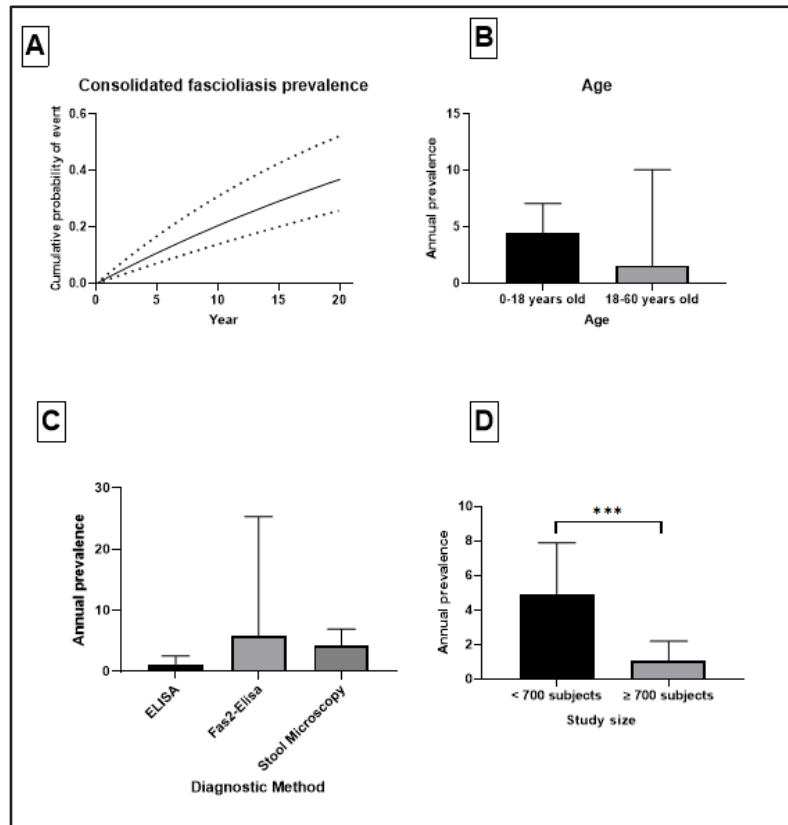 A
Consolidated fascioliasis prevalence
Cumulative probability of event
0.6
0.4
0.2
0.0
0 5 10 15 20
Year
B
Age
Annual prevalence
15
10
5
0
0-18 years old 18-60 years old
Age
C
Annual prevalence
30
20
10
0
ELISA
Fas2-Elisa
Stool Microscopy
Diagnostic Method
D
Annual prevalence
10
8
6
4
2
0
***
< 700 subjects ≥ 700 subjects
Study size